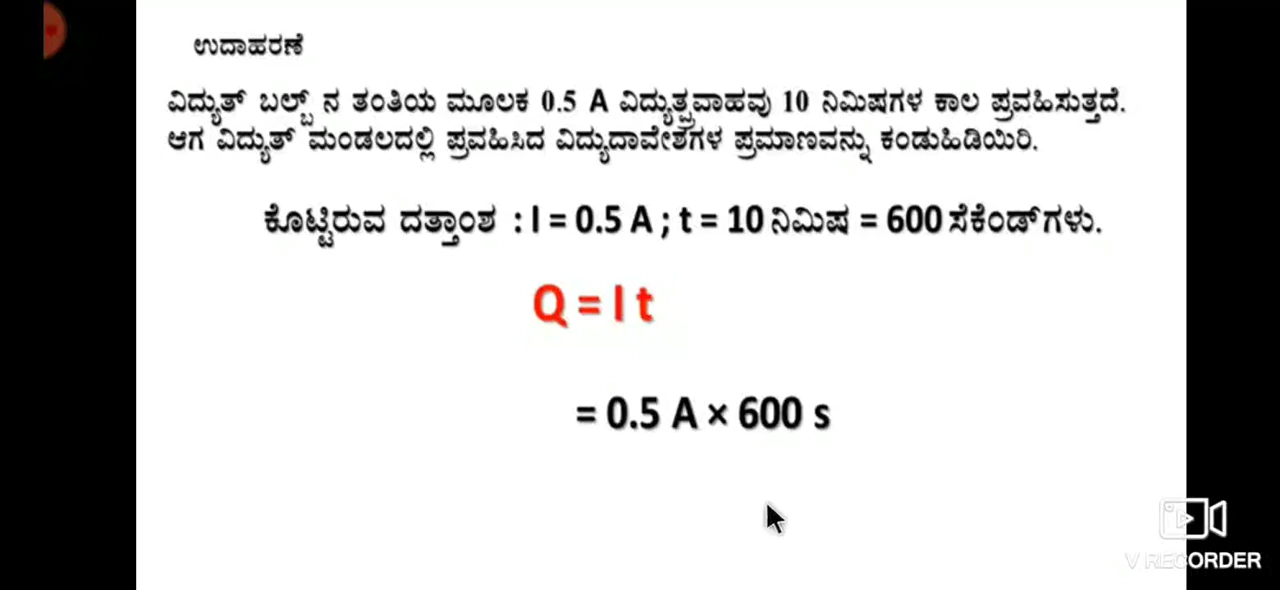 ಉದಾಹರಣೆ
ವಿದ್ಯುತ್ ಬಲ್ಬ್ ನ ತಂತಿಯ ಮೂಲಕ 0.5 A ವಿದ್ಯುತ್ಪ್ರವಾಹವು 10 ನಿಮಿಷಗಳ ಕಾಲ ಪ್ರವಹಿಸುತ್ತದೆ.
ಆಗ ವಿದ್ಯುತ್ ಮಂಡಲದಲ್ಲಿ ಪ್ರವಹಿಸಿದ ವಿದ್ಯುದಾವೇಶಗಳ ಪ್ರಮಾಣವನ್ನು ಕಂಡುಹಿಡಿಯಿರಿ.
ಕೊಟ್ಟಿರುವ ದತ್ತಾಂಶ : I = 0.5 A ; t = 10 ನಿಮಿಷ = 600 ಸೆಕೆಂಡ್‌ಗಳು.
Q = I t
= 0.5 A × 600 s
V RECORDER